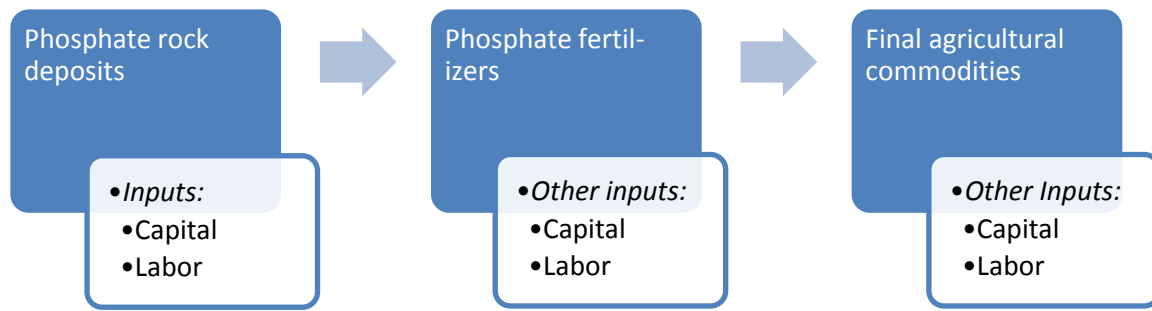 Phosphate rock
deposits
•Inputs:
•Capital
•Labor
Phosphate fertil-
izers
•Other inputs:
•Capital
•Labor
Final agricultural
commodities
•Other Inputs:
•Capital
•Labor